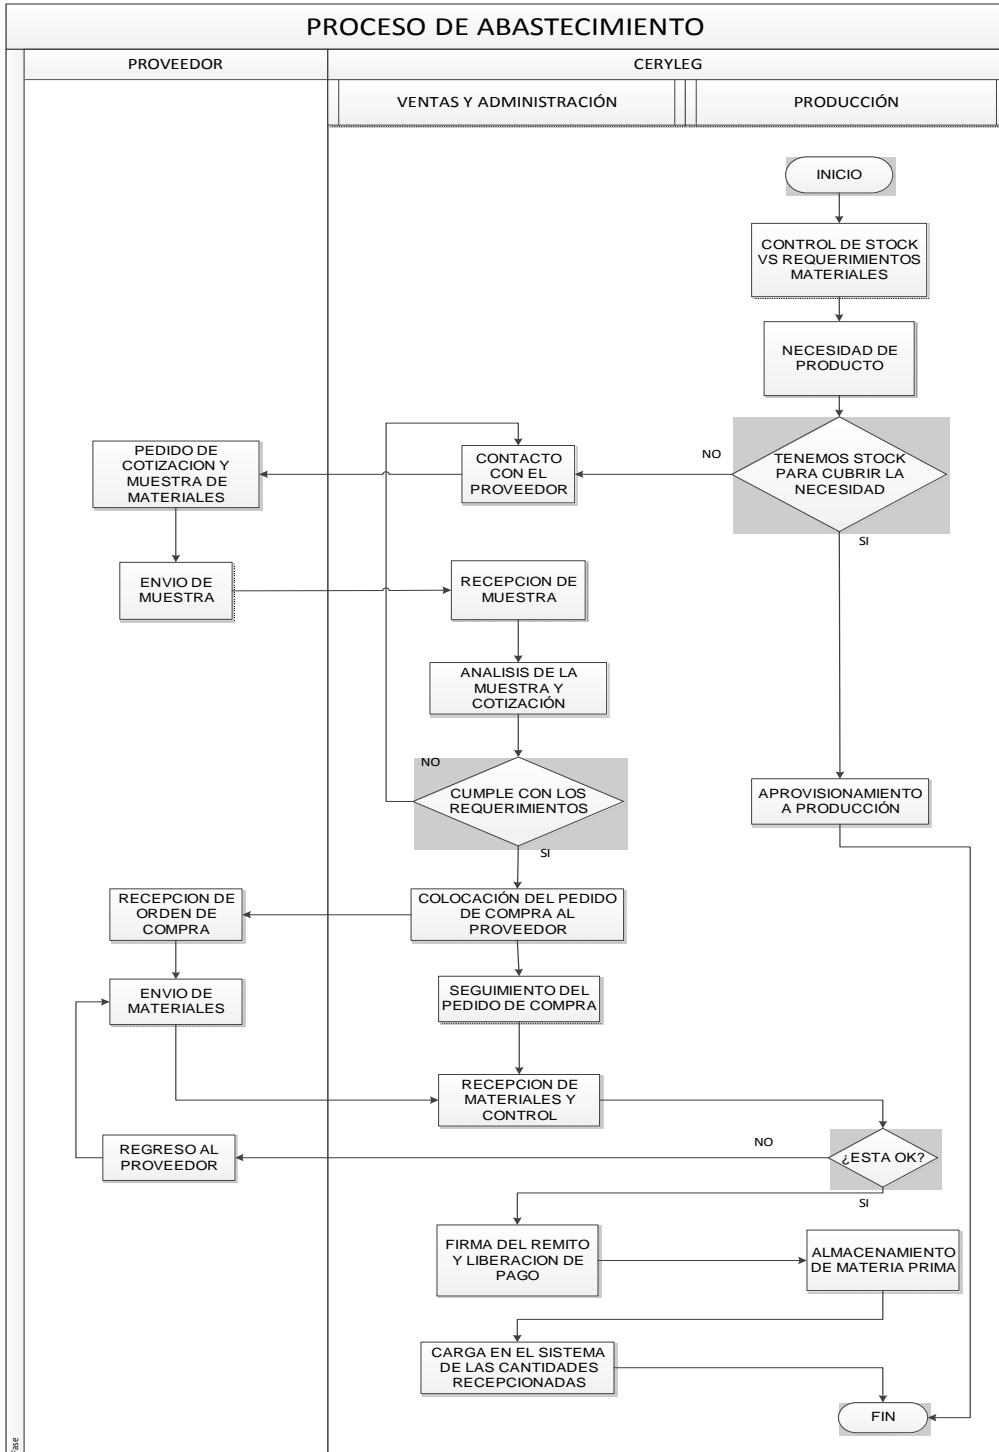 PROCESO DE ABASTECIMIENTO
PROVEEDOR
CERYLEG
VENTAS Y ADMINISTRACIÓN
PRODUCCIÓN
INICIO
CONTROL DE STOCK
VS REQUERIMIENTOS
MATERIALES
NECESIDAD DE
PRODUCTO
TENEMOS STOCK
PARA CUBRIR LA
NECESIDAD
NO
SI
CONTACTO
CON EL
PROVEEDOR
PEDIDO DE
COTIZACION Y
MUESTRA DE
MATERIALES
ENVIO DE
MUESTRA
RECEPCION DE
MUESTRA
ANALISIS DE LA
MUESTRA Y
COTIZACIÓN
NO
CUMPLE CON LOS
REQUERIMIENTOS
SI
APROVISIONAMIENTO
A PRODUCCIÓN
COLOCACIÓN DEL PEDIDO
DE COMPRA AL
PROVEEDOR
RECEPCION DE
ORDEN DE
COMPRA
ENVIO DE
MATERIALES
SEGUIMIENTO DEL
PEDIDO DE COMPRA
RECEPCION DE
MATERIALES Y
CONTROL
¿ESTA OK?
NO
REGRESO AL
PROVEEDOR
SI
FIRMA DEL REMITO
Y LIBERACION DE
PAGO
ALMACENAMIENTO
DE MATERIA PRIMA
CARGA EN EL SISTEMA
DE LAS CANTIDADES
RECEPCIONADAS
FIN
Fase